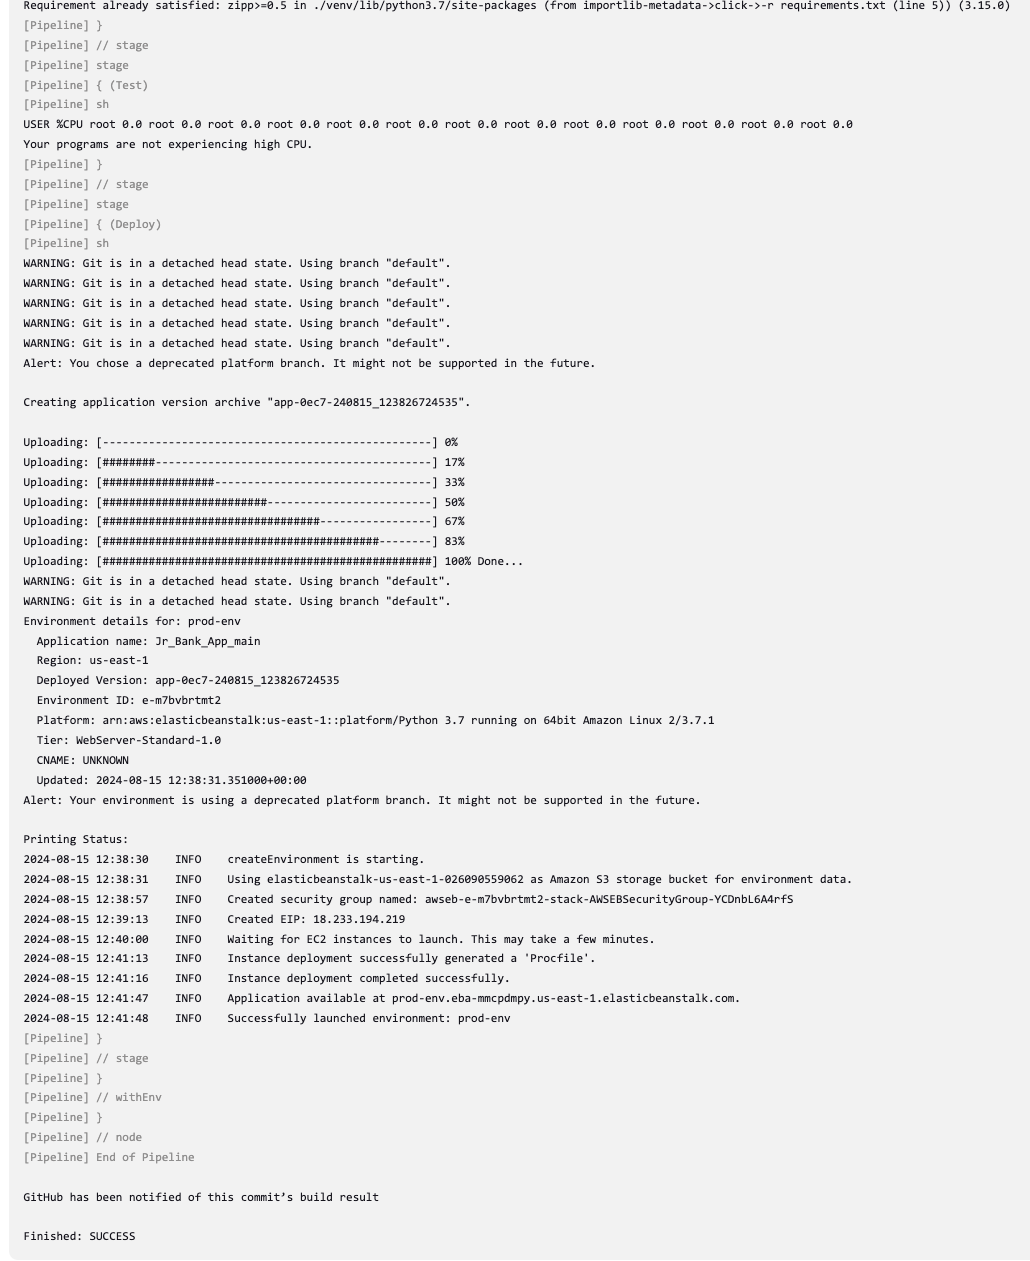 Requirement already satisfied: zipp>=0.5 in ./venv/lib/python3.7/site-packages (from importlib-metadata->click->-r requirements.txt (line 5)) (3.15.0)
[Pipeline] }
[Pipeline] // stage
[Pipeline] stage
[Pipeline] { (Test)
[Pipeline] sh
USER %CPU root 0.0 root 0.0 root 0.0 root 0.0 root 0.0 root 0.0 root 0.0 root 0.0 root 0.0 root 0.0 root 0.0 root 0.0 root 0.0
Your programs are not experiencing high CPU.
[Pipeline] }
[Pipeline] // stage
[Pipeline] stage
[Pipeline] { (Deploy)
[Pipeline] sh
WARNING: Git is in a detached head state. Using branch "default".
WARNING: Git is in a detached head state. Using branch "default".
WARNING: Git is in a detached head state. Using branch "default".
WARNING: Git is in a detached head state. Using branch "default".
WARNING: Git is in a detached head state. Using branch "default".
Alert: You chose a deprecated platform branch. It might not be supported in the future.
Creating application version archive "app-0ec7-240815_123826724535".
Uploading: [--------------------------------------------------] 0%
Uploading: [########------------------------------------------] 17%
Uploading: [#################---------------------------------] 33%
Uploading: [#########################-------------------------] 50%
Uploading: [#################################-----------------] 67%
Uploading: [##########################################--------] 83%
Uploading: [##################################################] 100% Done...
WARNING: Git is in a detached head state. Using branch "default".
WARNING: Git is in a detached head state. Using branch "default".
Environment details for: prod-env
  Application name: Jr_Bank_App_main
  Region: us-east-1
  Deployed Version: app-0ec7-240815_123826724535
  Environment ID: e-m7bvbrtmt2
  Platform: arn:aws:elasticbeanstalk:us-east-1::platform/Python 3.7 running on 64bit Amazon Linux 2/3.7.1
  Tier: WebServer-Standard-1.0
  CNAME: UNKNOWN
  Updated: 2024-08-15 12:38:31.351000+00:00
Alert: Your environment is using a deprecated platform branch. It might not be supported in the future.
Printing Status:
2024-08-15 12:38:30    INFO    createEnvironment is starting.
2024-08-15 12:38:31    INFO    Using elasticbeanstalk-us-east-1-026090559062 as Amazon S3 storage bucket for environment data.
2024-08-15 12:38:57    INFO    Created security group named: awseb-e-m7bvbrtmt2-stack-AWSEBSecurityGroup-YCDnbL6A4rfS
2024-08-15 12:39:13    INFO    Created EIP: 18.233.194.219
2024-08-15 12:40:00    INFO    Waiting for EC2 instances to launch. This may take a few minutes.
2024-08-15 12:41:13    INFO    Instance deployment successfully generated a 'Procfile'.
2024-08-15 12:41:16    INFO    Instance deployment completed successfully.
2024-08-15 12:41:47    INFO    Application available at prod-env.eba-mmcpdmpy.us-east-1.elasticbeanstalk.com.
2024-08-15 12:41:48    INFO    Successfully launched environment: prod-env
[Pipeline] }
[Pipeline] // stage
[Pipeline] }
[Pipeline] // withEnv
[Pipeline] }
[Pipeline] // node
[Pipeline] End of Pipeline
GitHub has been notified of this commit’s build result
Finished: SUCCESS